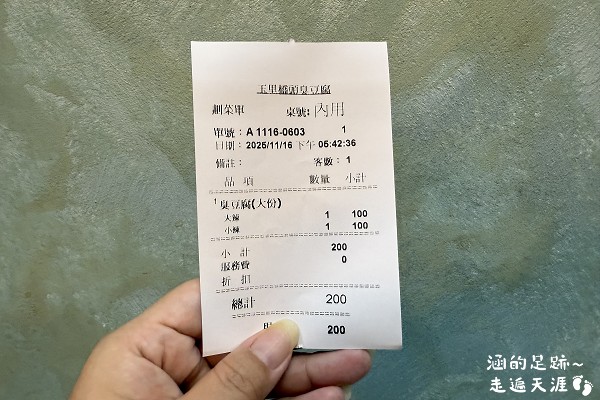 玉里橋頭臭豆腐
劃菜單 桌號: 內用
單號：A 1116-0603 1
日期：2025/11/16 下午 05:42:36
備註： 客數：1
品 項 數量 小計
1 臭豆腐(大份)
大辣 1 100
小辣 1 100
小 計 200
服務費 0
折 扣
總計 200
200
涵的足跡~
走遍天涯